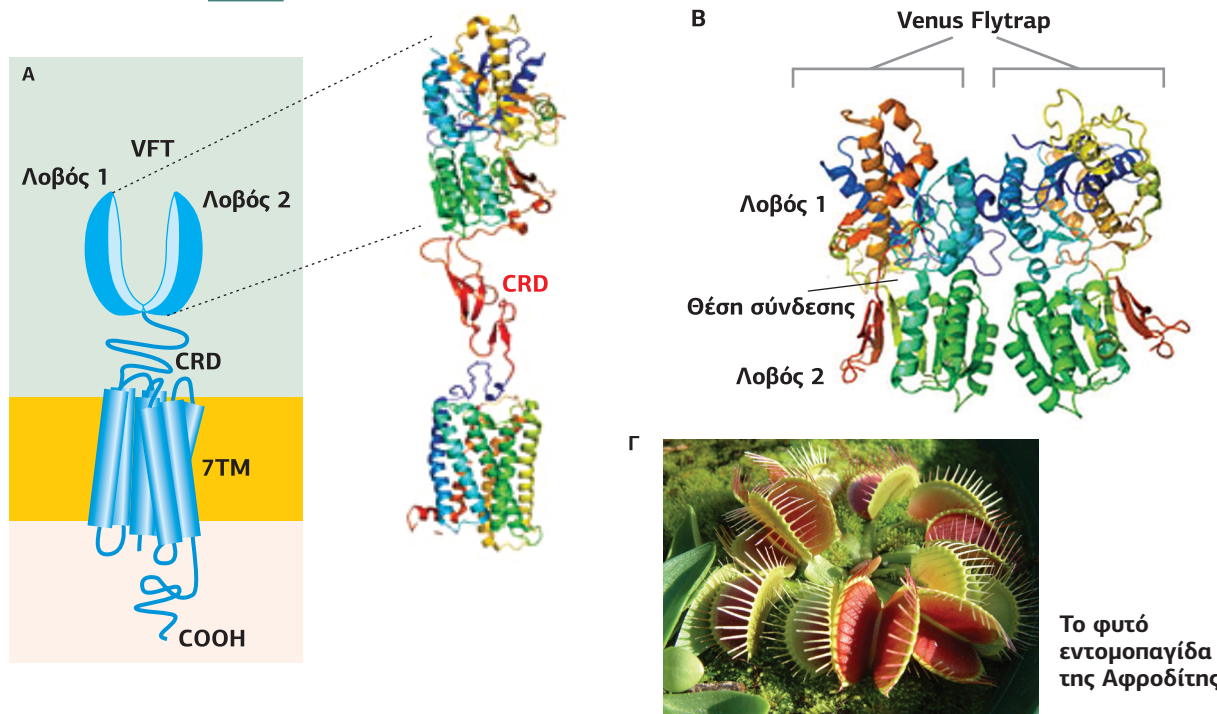 A
VFT
Λοβός 1
Λοβός 2
CRD
7TM
COOH
CRD
B
Venus Flytrap
Λοβός 1
Θέση σύνδεσης
Λοβός 2
Γ
Το φυτό
εντομοπαγίδα
της Αφροδίτης